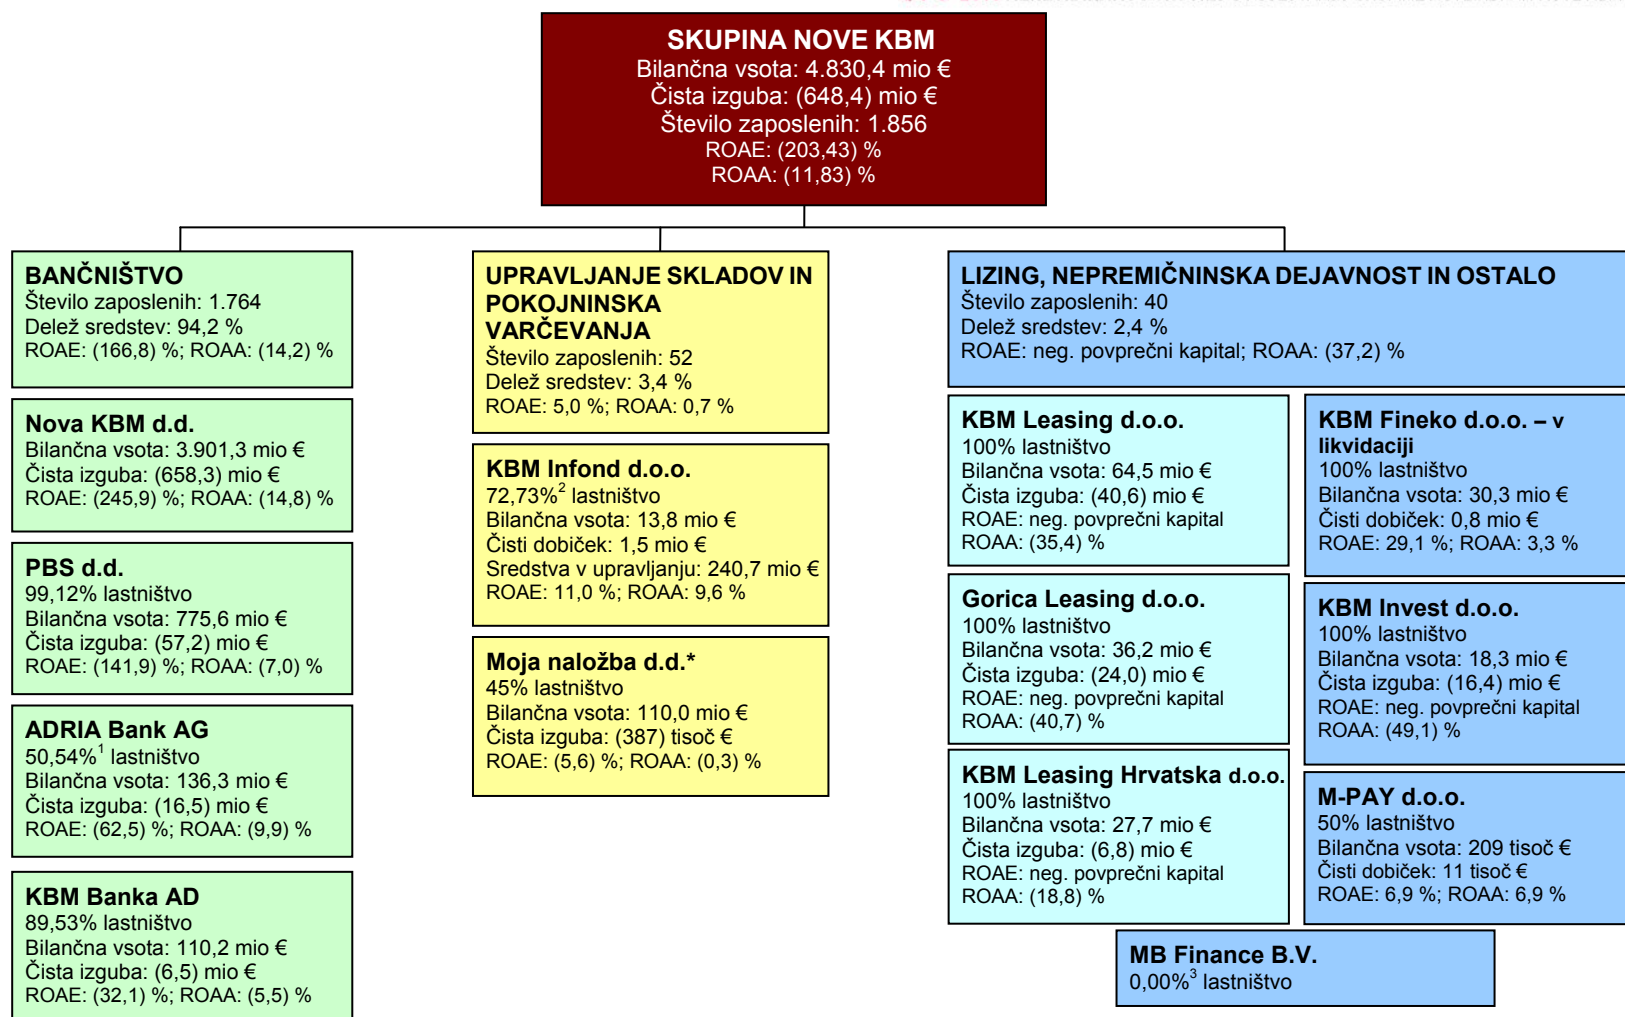 SKUPINA NOVE KBM
Bilančna vsota: 4.830,4 mio €
Čista izguba: (648,4) mio €
Število zaposlenih: 1.856
ROAE: (203,43) %
ROAA: (11,83) %
BANČNIŠTVO
Število zaposlenih: 1.764
Delež sredstev: 94,2 %
ROAE: (166,8) %; ROAA: (14,2) %
Nova KBM d.d.
Bilančna vsota: 3.901,3 mio €
Čista izguba: (658,3) mio €
ROAE: (245,9) %; ROAA: (14,8) %
PBS d.d.
99,12% lastništvo
Bilančna vsota: 775,6 mio €
Čista izguba: (57,2) mio €
ROAE: (141,9) %; ROAA: (7,0) %
ADRIA Bank AG
50,54%1 lastništvo
Bilančna vsota: 136,3 mio €
Čista izguba: (16,5) mio €
ROAE: (62,5) %; ROAA: (9,9) %
KBM Banka AD
89,53% lastništvo
Bilančna vsota: 110,2 mio €
Čista izguba: (6,5) mio €
ROAE: (32,1) %; ROAA: (5,5) %
UPRAVLJANJE SKLADOV IN
POKOJNINSKA
VARČEVANJA
Število zaposlenih: 52
Delež sredstev: 3,4 %
ROAE: 5,0 %; ROAA: 0,7 %
KBM Infond d.o.o.
72,73%2 lastništvo
Bilančna vsota: 13,8 mio €
Čisti dobiček: 1,5 mio €
Sredstva v upravljanju: 240,7 mio €
ROAE: 11,0 %; ROAA: 9,6 %
Moja naložba d.d.*
45% lastništvo
Bilančna vsota: 110,0 mio €
Čista izguba: (387) tisoč €
ROAE: (5,6) %; ROAA: (0,3) %
LIZING, NEPREMIČNINSKA DEJAVNOST IN OSTALO
Število zaposlenih: 40
Delež sredstev: 2,4 %
ROAE: neg. povprečni kapital; ROAA: (37,2) %
KBM Leasing d.o.o.
100% lastništvo
Bilančna vsota: 64,5 mio €
Čista izguba: (40,6) mio €
ROAE: neg. povprečni kapital
ROAA: (35,4) %
Gorica Leasing d.o.o.
100% lastništvo
Bilančna vsota: 36,2 mio €
Čista izguba: (24,0) mio €
ROAE: neg. povprečni kapital
ROAA: (40,7) %
KBM Leasing Hrvatska d.o.o.
100% lastništvo
Bilančna vsota: 27,7 mio €
Čista izguba: (6,8) mio €
ROAE: neg. povprečni kapital
ROAA: (18,8) %
KBM Fineko d.o.o. – v
likvidaciji
100% lastništvo
Bilančna vsota: 30,3 mio €
Čisti dobiček: 0,8 mio €
ROAE: 29,1 %; ROAA: 3,3 %
KBM Invest d.o.o.
100% lastništvo
Bilančna vsota: 18,3 mio €
Čista izguba: (16,4) mio €
ROAE: neg. povprečni kapital
ROAA: (49,1) %
M-PAY d.o.o.
50% lastništvo
Bilančna vsota: 209 tisoč €
Čisti dobiček: 11 tisoč €
ROAE: 6,9 %; ROAA: 6,9 %
MB Finance B.V.
0,00%3 lastništvo